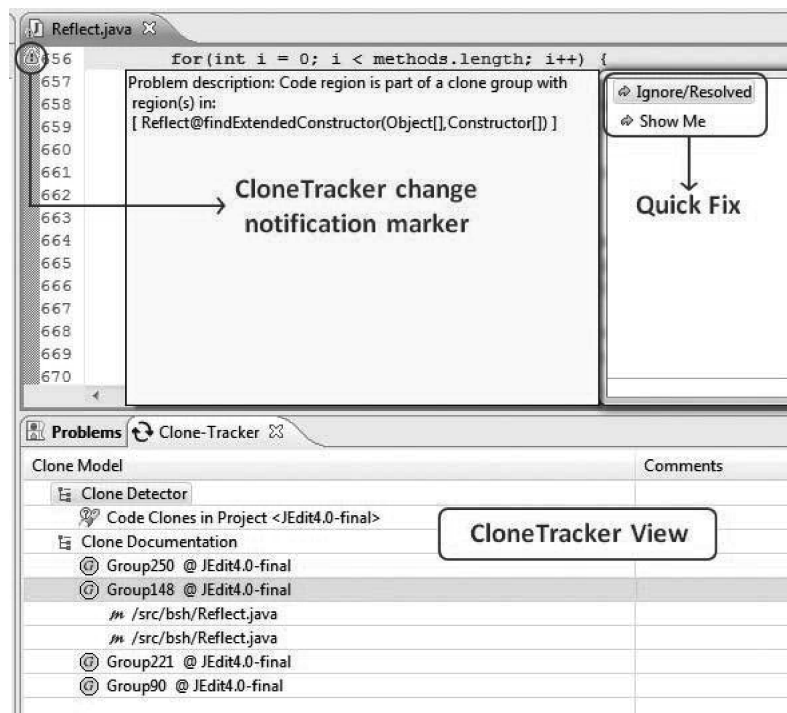 Reflect.java
656 for(int i = 0; i < methods.length; i++) {
657
658
659
660
661
662
663
664
665
666
667
668
669
670
Problem description: Code region is part of a clone group with
region(s) in:
[ Reflect@findExtendedConstructor(Object[],Constructor[]) ]
CloneTracker change
notification marker
Ignore/Resolved
Show Me
Quick Fix
Problems Clone-Tracker
Clone Model Comments
Clone Detector
Code Clones in Project <JEdit4.0-final>
CloneTracker View
Clone Documentation
Group250 @ JEdit4.0-final
Group148 @ JEdit4.0-final
m /src/bsh/Reflect.java
m /src/bsh/Reflect.java
Group221 @ JEdit4.0-final
Group90 @ JEdit4.0-final